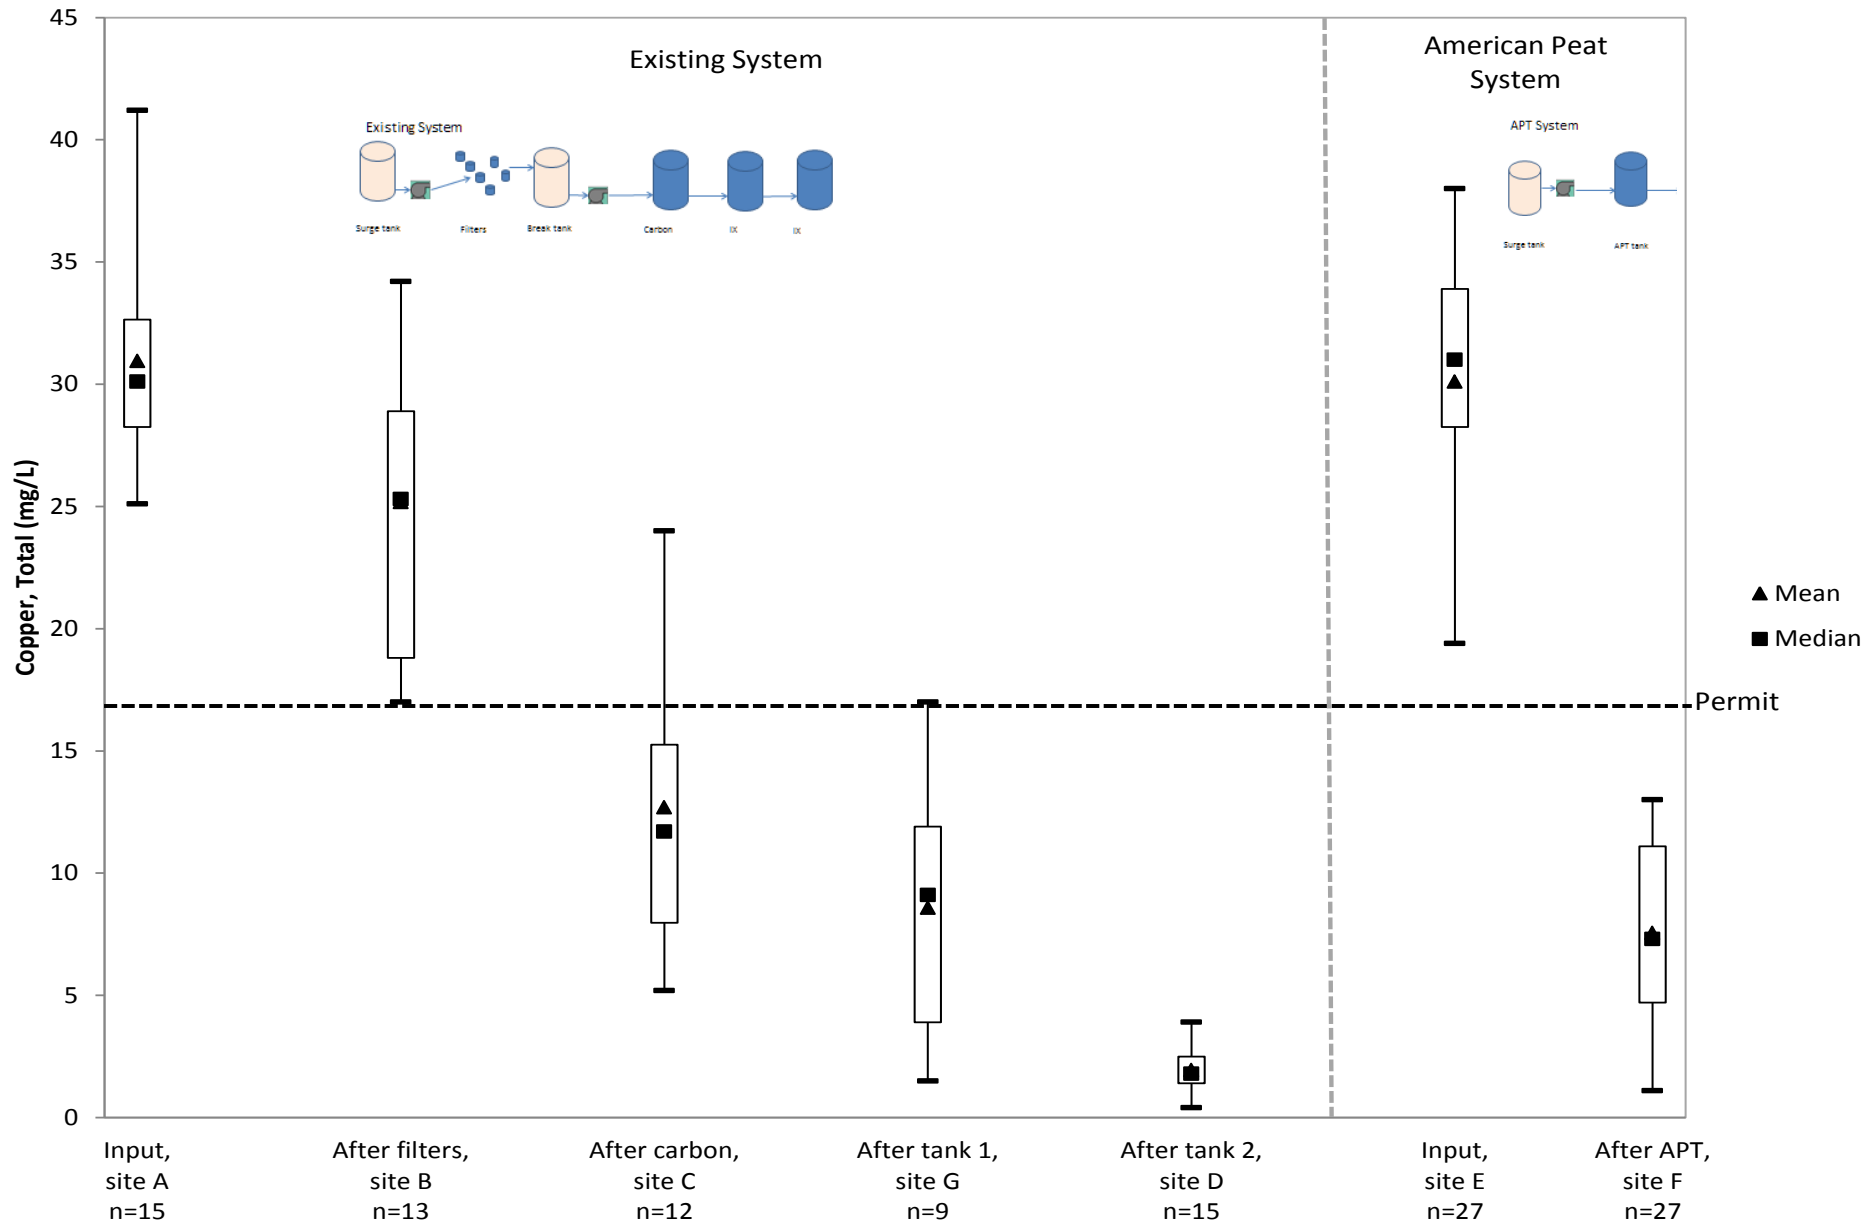 45
40
35
30
25
20
15
10
5
0
Copper, Total (mg/L)
Existing System
American Peat
System
Existing System
Surge tank
Filters
Break tank
Carbon
IX
IX
APT System
Surge tank
APT tank
Mean
Median
Permit
Input,
site A
n=15
After filters,
site B
n=13
After carbon,
site C
n=12
After tank 1,
site G
n=9
After tank 2,
site D
n=15
Input,
site E
n=27
After APT,
site F
n=27